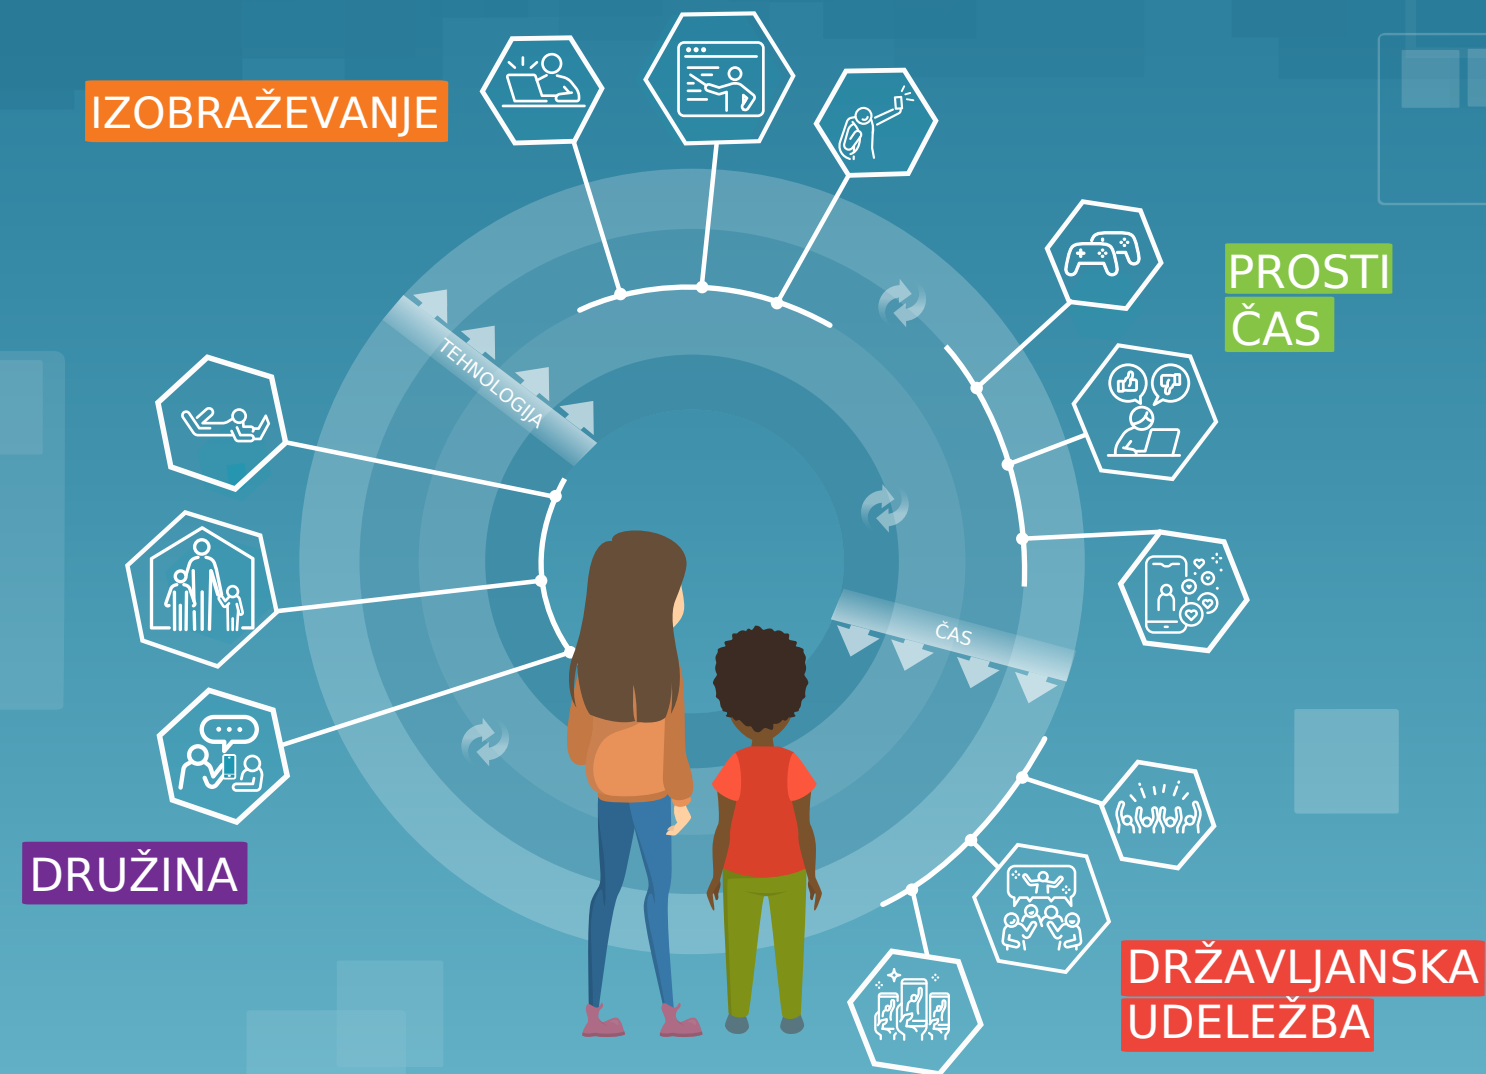 IZOBRAŽEVANJE
PROSTI
ČAS
TEHNOLOGIJA
ČAS
DRUŽINA
DRŽAVLJANSKA
UDELEŽBA